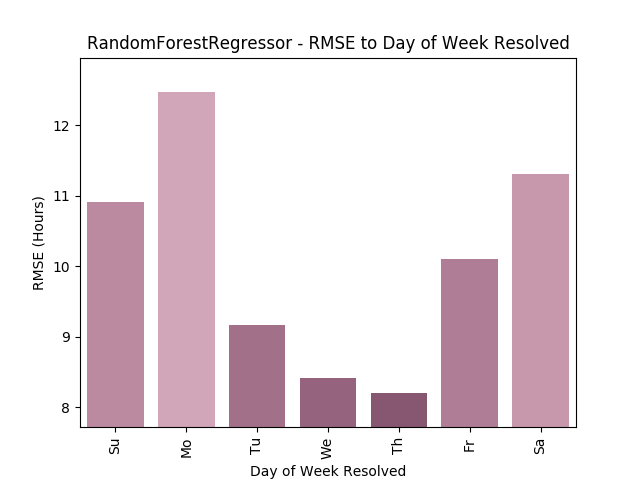 RandomForestRegressor - RMSE to Day of Week Resolved
12
11
10
9
8
RMSE (Hours)
Su
Mo
Tu
We
Th
Fr
Sa
Day of Week Resolved